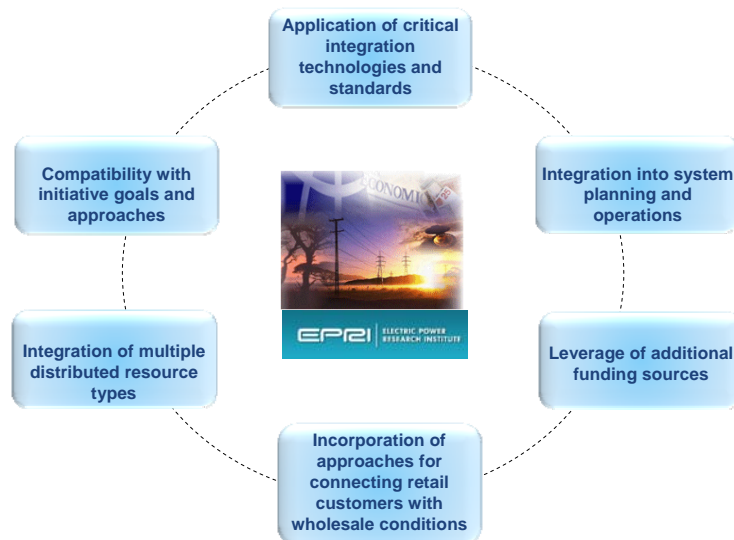 Application of critical
integration
technologies and
standards
Compatibility with
initiative goals and
approaches
Integration into system
planning and
operations
ECONOMIC
25
EPRI
ELECTRIC POWER
RESEARCH INSTITUTE
Integration of multiple
distributed resource
types
Leverage of additional
funding sources
Incorporation of
approaches for
connecting retail
customers with
wholesale conditions